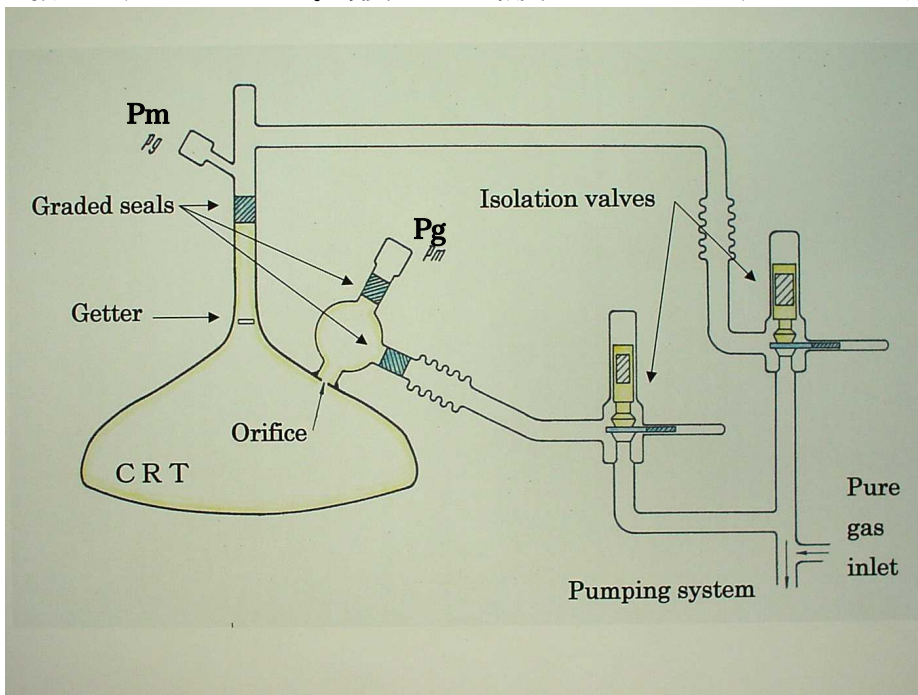 Pm
Pg
Graded seals
Isolation valves
Pg
Pm
Getter
Orifice
CRT
Pure
gas
inlet
Pumping system